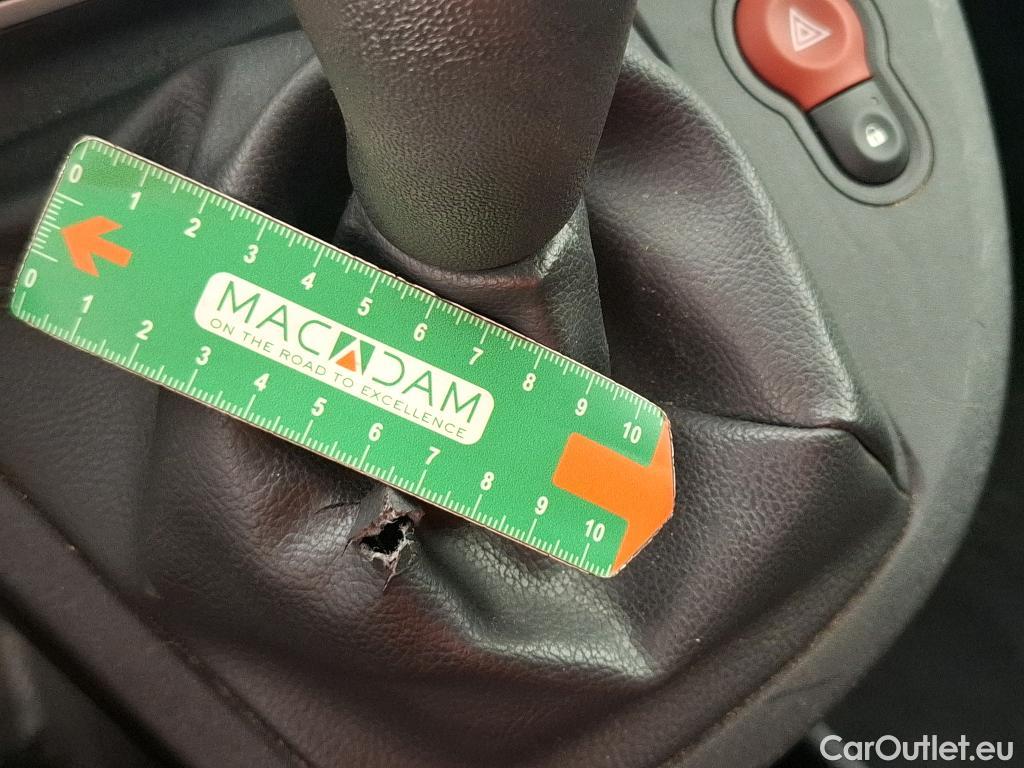 0 1 2 3 4 5 6 7 8 9 10
MACADAM
ON THE ROAD TO EXCELLENCE
0 1 2 3 4 5 6 7 8 9 10
CarOutlet.eu